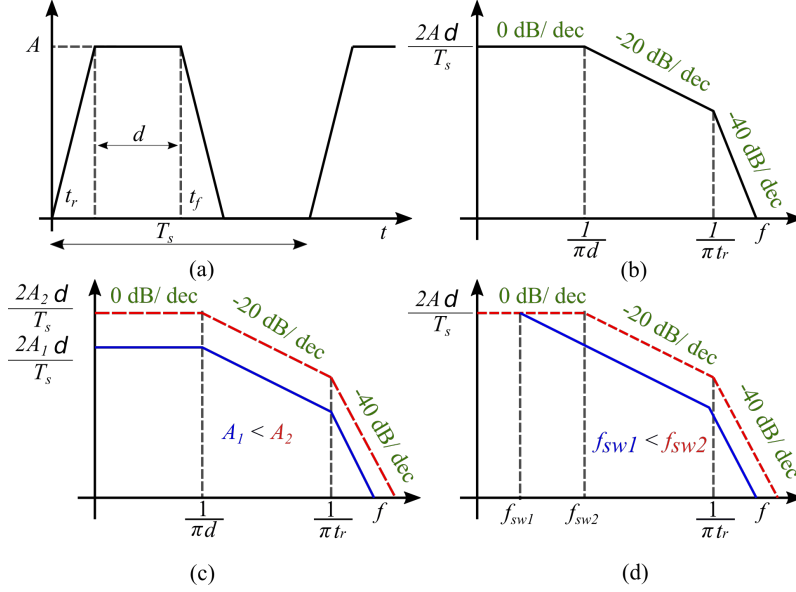 A
d
t_r
t_f
T_s
t
(a)
2A d
T_s
0 dB/ dec
-20 dB/ dec
-40 dB/ dec
1
π d
1
π t_r
f
(b)
2A_2 d
T_s
2A_1 d
T_s
0 dB/ dec
-20 dB/ dec
-40 dB/ dec
A_1 < A_2
1
π d
1
π t_r
f
(c)
2A d
T_s
0 dB/ dec
-20 dB/ dec
-40 dB/ dec
f_sw1 < f_sw2
f_sw1
f_sw2
1
π t_r
f
(d)